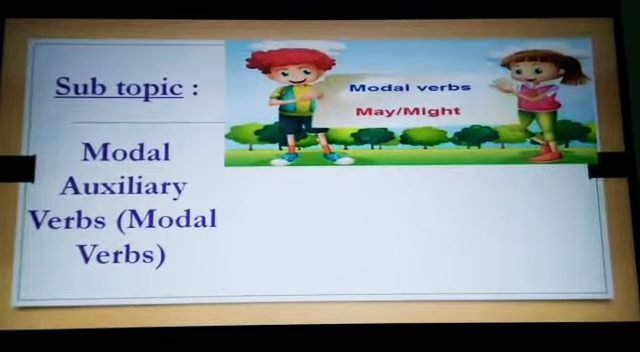 Sub topic :
Modal
Auxiliary
Verbs (Modal
Verbs)
Modal verbs
May/Might